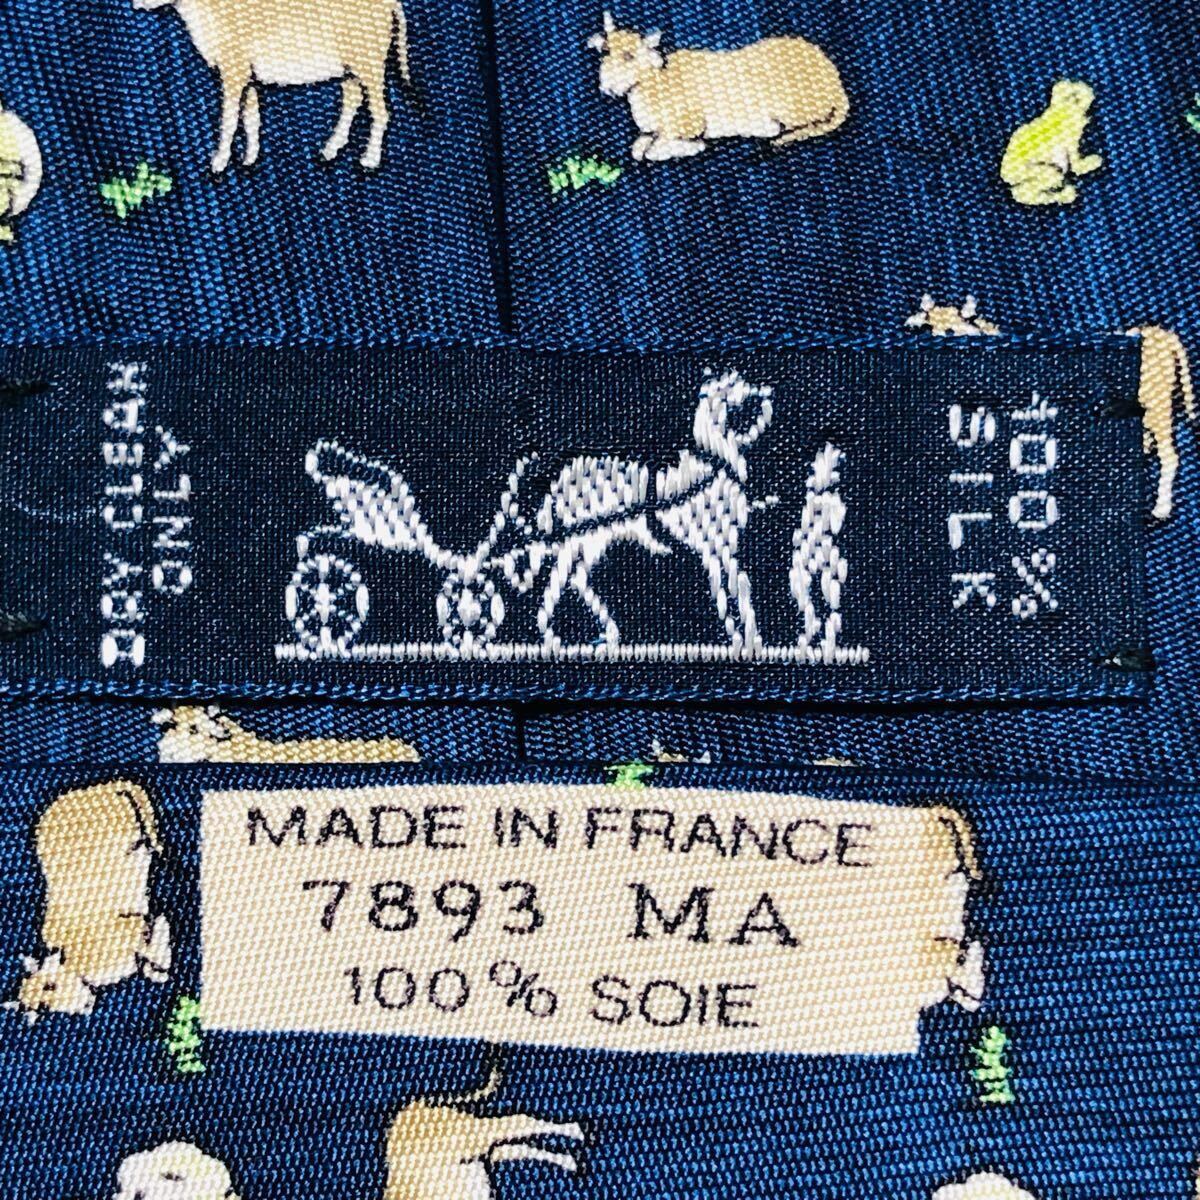 DRY CLEAN
ONLY
100%
SILK
MADE IN FRANCE
7893 MA
100% SOIE